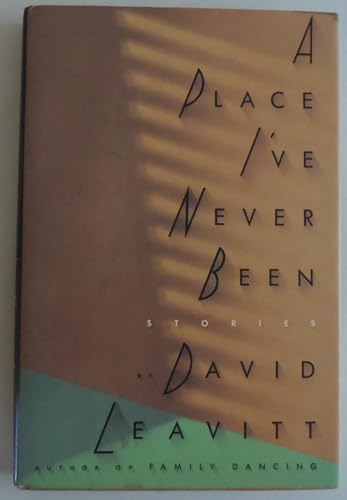 A
PLACE
I'VE
NEVER
BEEN
STORIES
BY DAVID
LEAVITT
AUTHOR OF FAMILY DANCING